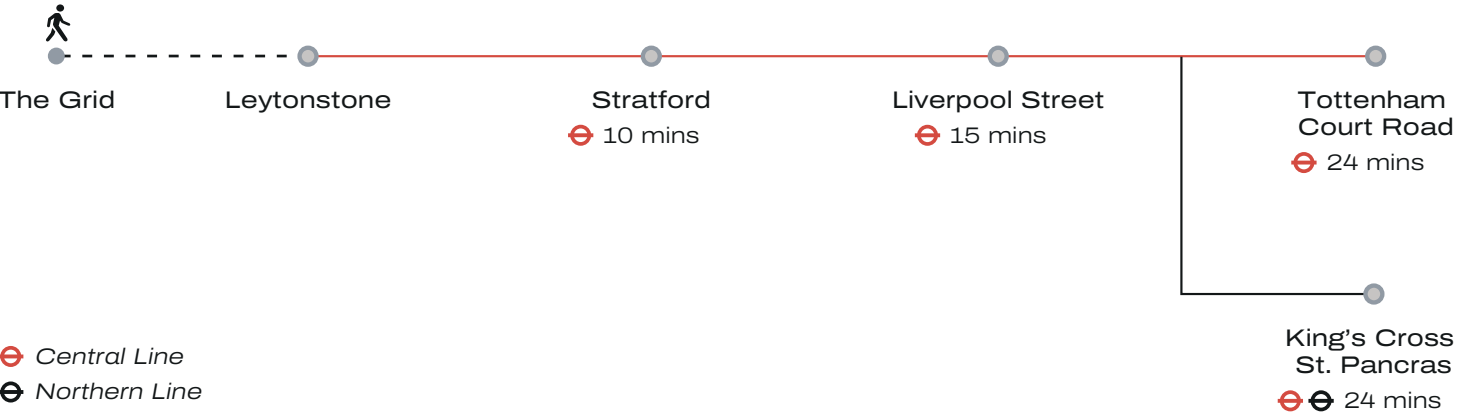 The Grid
Leytonstone
Stratford
10 mins
Liverpool Street
15 mins
Tottenham
Court Road
24 mins
King's Cross
St. Pancras
24 mins
Central Line
Northern Line